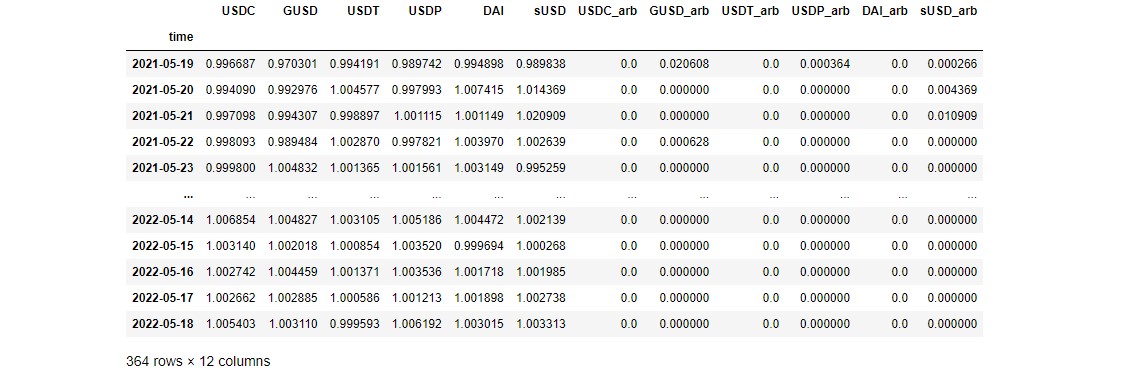 USDC GUSD USDT USDP DAI sUSD USDC_arb GUSD_arb USDT_arb USDP_arb DAI_arb sUSD_arb
time
2021-05-19 0.996687 0.970301 0.994191 0.989742 0.994898 0.989838 0.0 0.020608 0.0 0.000364 0.0 0.000266
2021-05-20 0.994090 0.992976 1.004577 0.997993 1.007415 1.014369 0.0 0.000000 0.0 0.000000 0.0 0.004369
2021-05-21 0.997098 0.994307 0.998897 1.001115 1.001149 1.020909 0.0 0.000000 0.0 0.000000 0.0 0.010909
2021-05-22 0.998093 0.989484 1.002870 0.997821 1.003970 1.002639 0.0 0.000628 0.0 0.000000 0.0 0.000000
2021-05-23 0.999800 1.004832 1.001365 1.001561 1.003149 0.995259 0.0 0.000000 0.0 0.000000 0.0 0.000000
... ... ... ... ... ... ... ... ... ... ... ... ...
2022-05-14 1.006854 1.004827 1.003105 1.005186 1.004472 1.002139 0.0 0.000000 0.0 0.000000 0.0 0.000000
2022-05-15 1.003140 1.002018 1.000854 1.003520 0.999694 1.000268 0.0 0.000000 0.0 0.000000 0.0 0.000000
2022-05-16 1.002742 1.004459 1.001371 1.003536 1.001718 1.001985 0.0 0.000000 0.0 0.000000 0.0 0.000000
2022-05-17 1.002662 1.002885 1.000586 1.001213 1.001898 1.002738 0.0 0.000000 0.0 0.000000 0.0 0.000000
2022-05-18 1.005403 1.003110 0.999593 1.006192 1.003015 1.003313 0.0 0.000000 0.0 0.000000 0.0 0.000000
364 rows × 12 columns